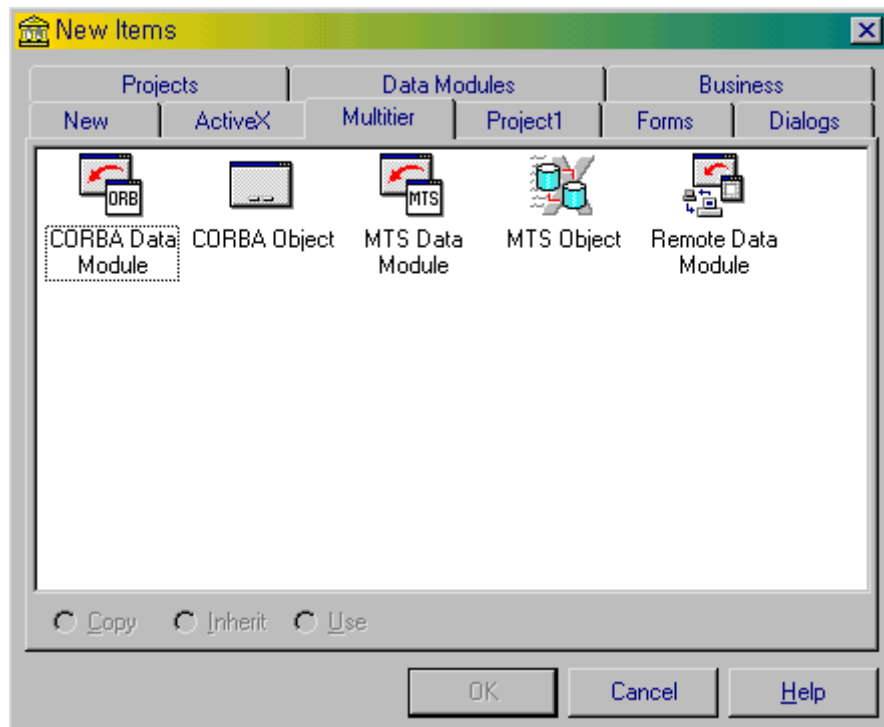 New Items
Projects Data Modules Business
New ActiveX Multitier Project1 Forms Dialogs
ORB MTS
CORBA Data CORBA Object MTS Data MTS Object Remote Data
Module Module Module
Copy Inherit Use
OK Cancel Help